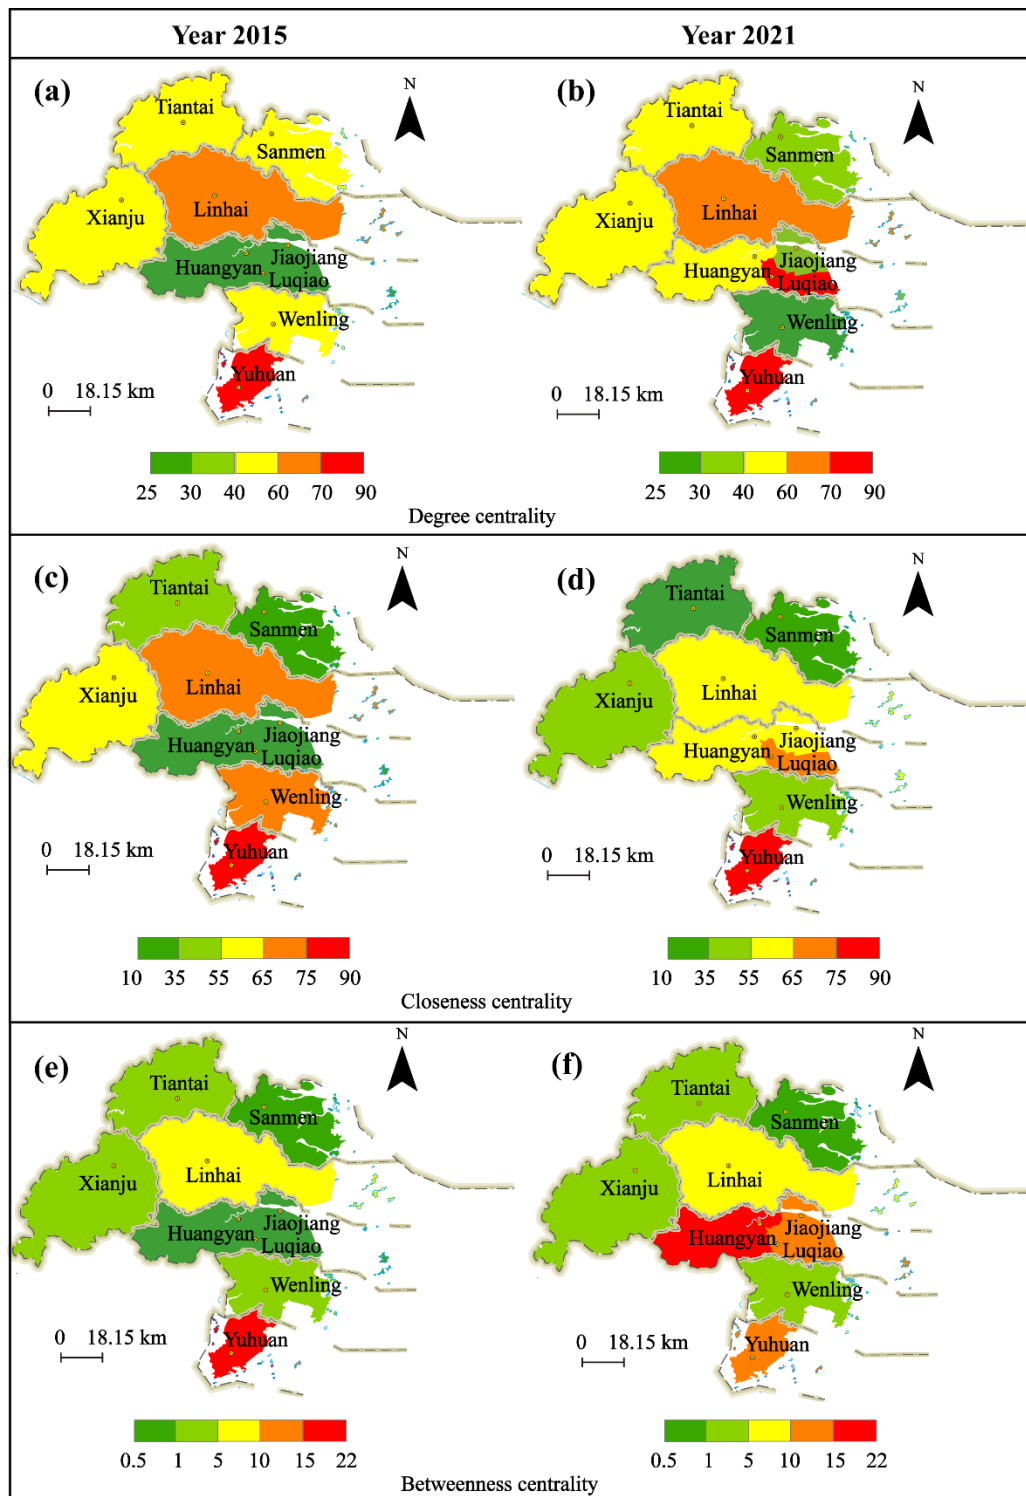 Year 2015
Year 2021
(a)
N
Tiantai
Sanmen
Xianju
Linhai
Huangyan
Jiaojiang
Luqiao
Wenling
Yuhuan
0 18.15 km
25 30 40 60 70 90
(b)
N
Tiantai
Sanmen
Xianju
Linhai
Huangyan
Jiaojiang
Luqiao
Wenling
Yuhuan
0 18.15 km
25 30 40 60 70 90
Degree centrality
(c)
N
Tiantai
Sanmen
Xianju
Linhai
Huangyan
Jiaojiang
Luqiao
Wenling
Yuhuan
0 18.15 km
10 35 55 65 75 90
(d)
N
Tiantai
Sanmen
Xianju
Linhai
Huangyan
Jiaojiang
Luqiao
Wenling
Yuhuan
0 18.15 km
10 35 55 65 75 90
Closeness centrality
(e)
N
Tiantai
Sanmen
Xianju
Linhai
Huangyan
Jiaojiang
Luqiao
Wenling
Yuhuan
0 18.15 km
0.5 1 5 10 15 22
(f)
N
Tiantai
Sanmen
Xianju
Linhai
Huangyan
Jiaojiang
Luqiao
Wenling
Yuhuan
0 18.15 km
0.5 1 5 10 15 22
Betweenness centrality